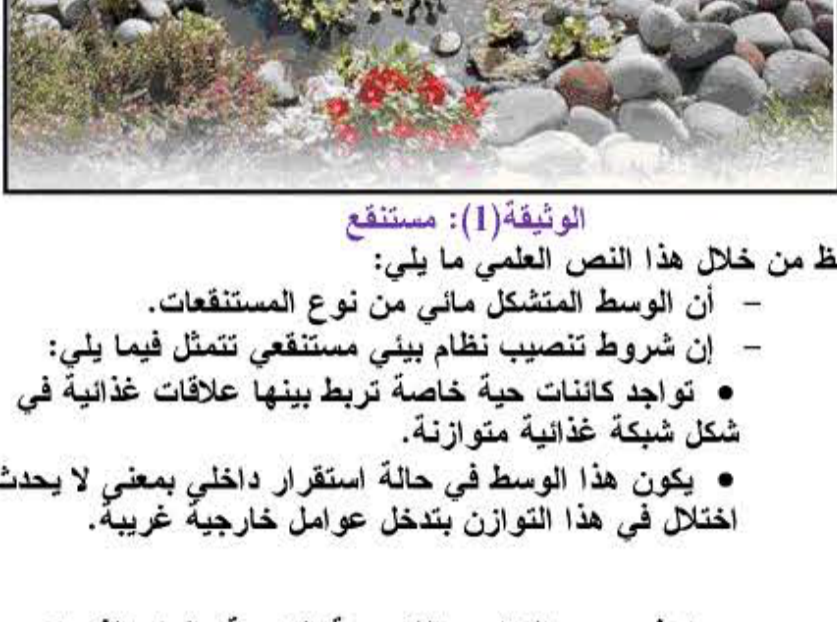 الوثيقة(1): مستنقع
من خلال هذا النص العلمي ما يلي:
– أن الوسط المتشكل مائي من نوع المستنقعات.
– إن شروط تنصيب نظام بيئي مستنقعي تتمثل فيما يلي:
• تواجد كائنات حية خاصة تربط بينها علاقات غذائية في
شكل شبكة غذائية متوازنة.
• يكون هذا الوسط في حالة استقرار داخلي بمعنى لا يحدث
اختلال في هذا التوازن بتدخل عوامل خارجية غريبة.